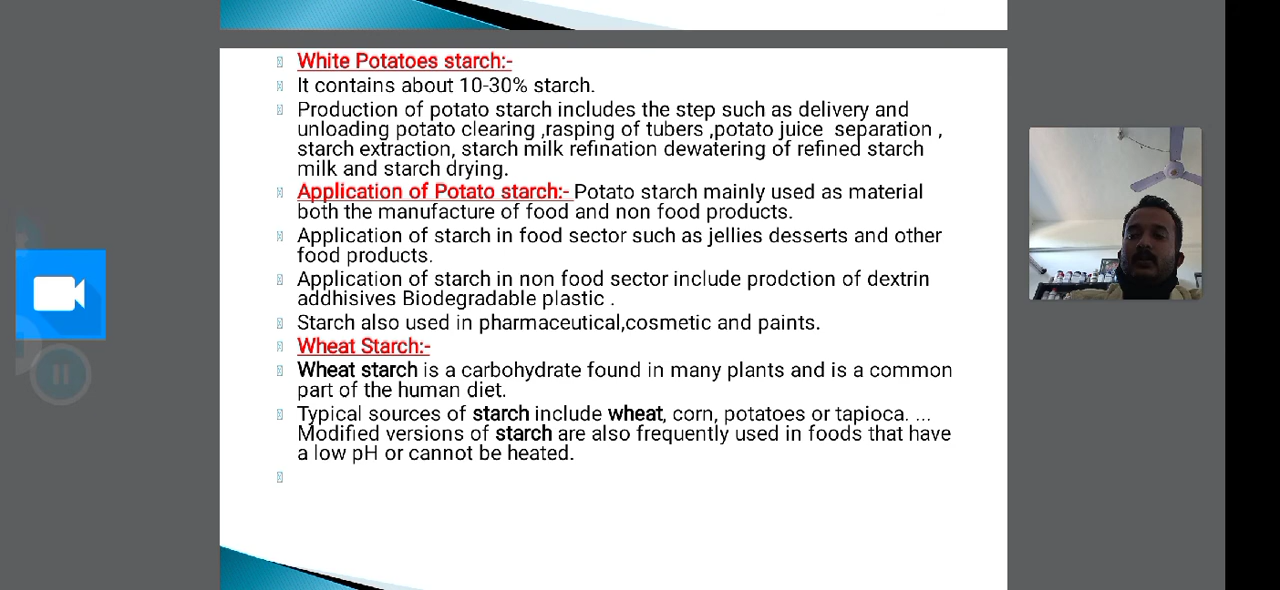 White Potatoes starch:-
It contains about 10-30% starch.
Production of potato starch includes the step such as delivery and
unloading potato clearing ,rasping of tubers ,potato juice  separation ,
starch extraction, starch milk refination dewatering of refined starch
milk and starch drying.
Application of Potato starch:- Potato starch mainly used as material
both the manufacture of food and non food products.
Application of starch in food sector such as jellies desserts and other
food products.
Application of starch in non food sector include prodction of dextrin
addhisives Biodegradable plastic .
Starch also used in pharmaceutical,cosmetic and paints.
Wheat Starch:-
Wheat starch is a carbohydrate found in many plants and is a common
part of the human diet.
Typical sources of starch include wheat, corn, potatoes or tapioca. ...
Modified versions of starch are also frequently used in foods that have
a low pH or cannot be heated.